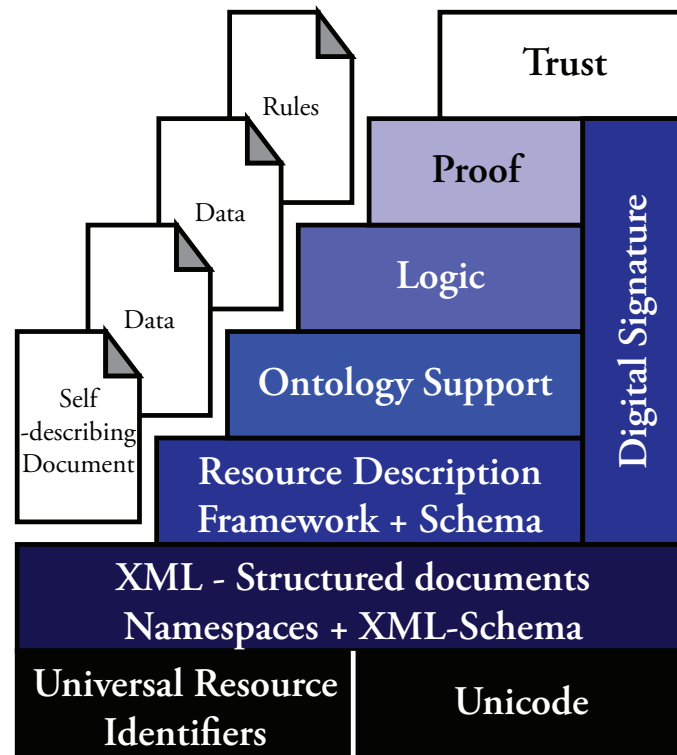 Trust
Rules
Proof
Data
Logic
Data
Ontology Support
Self
-describing
Document
Resource Description
Framework + Schema
Digital Signature
XML - Structured documents
Namespaces + XML-Schema
Universal Resource
Identifiers
Unicode